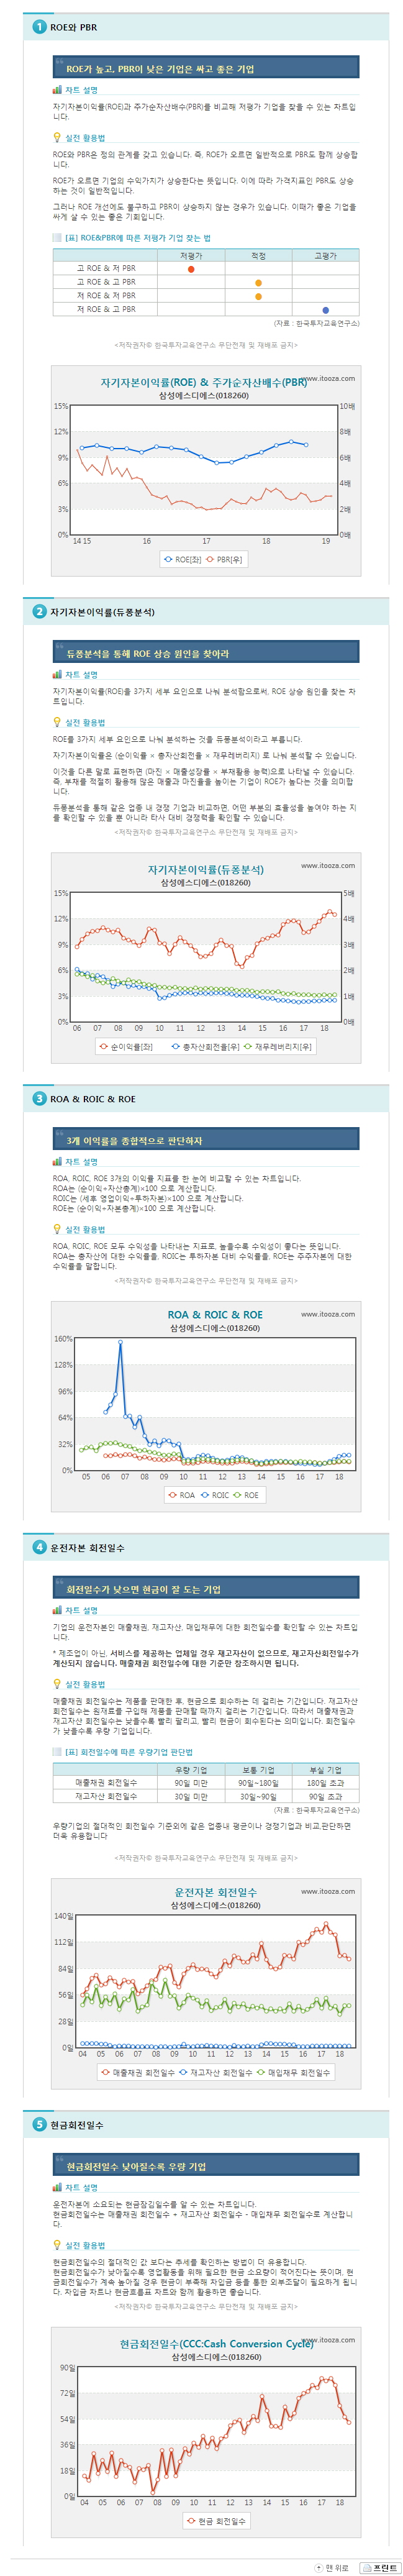 1 ROE와 PBR
ROE가 높고, PBR이 낮은 기업은 싸고 좋은 기업
차트 설명
자기자본이익률(ROE)과 주가순자산배수(PBR)를 비교해 저평가 기업을 찾을 수 있는 차트입
니다.
실전 활용법
ROE와 PBR은 정의 관계를 갖고 있습니다. 즉, ROE가 오르면 일반적으로 PBR도 함께 상승합니
다.
ROE가 오르면 기업의 수익가치가 상승한다는 뜻입니다. 이에 따라 가격지표인 PBR도 상승
하는 것이 일반적입니다.
그러나 ROE 개선에도 불구하고 PBR이 상승하지 않는 경우가 있습니다. 이때가 좋은 기업을
싸게 살 수 있는 좋은 기회입니다.
[표] ROE&PBR에 따른 저평가 기업 찾는 법
저평가 적정 고평가
고 ROE & 저 PBR
고 ROE & 고 PBR
저 ROE & 저 PBR
저 ROE & 고 PBR
(자료 : 한국투자교육연구소)
<저작권자© 한국투자교육연구소 무단전재 및 재배포 금지>
자기자본이익률(ROE) & 주가순자산배수(PBR)
www.itooza.com
삼성에스디에스(018260)
15% 10배
12% 8배
9% 6배
6% 4배
3% 2배
0% 0배
14 15 16 17 18 19
ROE[좌] PBR[우]
2 자기자본이익률(듀퐁분석)
듀퐁분석을 통해 ROE 상승 원인을 찾아라
차트 설명
자기자본이익률(ROE)을 3가지 세부 요인으로 나눠 분석함으로써, ROE 상승 원인을 찾는 차
트입니다.
실전 활용법
ROE를 3가지 세부 요인으로 나눠 분석하는 것을 듀퐁분석이라고 부릅니다.
자기자본이익률은 (순이익률 × 총자산회전율 × 재무레버리지) 로 나눠 분석할 수 있습니다.
이것을 다른 말로 표현하면 (마진 × 매출성장률 × 부채활용 능력)으로 나타낼 수 있습니다.
즉, 부채를 적절히 활용해 많은 매출과 마진율을 높이는 기업이 ROE가 높다는 것을 의미합
니다.
듀퐁분석을 통해 같은 업종 내 경쟁 기업과 비교하면, 어떤 부분의 효율성을 높여야 하는 지
를 확인할 수 있을 뿐 아니라 타사 대비 경쟁력을 확인할 수 있습니다.
<저작권자© 한국투자교육연구소 무단전재 및 재배포 금지>
자기자본이익률(듀퐁분석)
www.itooza.com
삼성에스디에스(018260)
15% 5배
12% 4배
9% 3배
6% 2배
3% 1배
0% 0배
06 07 08 09 10 11 12 13 14 15 16 17 18
순이익률[좌] 총자산회전율[우] 재무레버리지[우]
3 ROA & ROIC & ROE
3개 이익률을 종합적으로 판단하자
차트 설명
ROA, ROIC, ROE 3개의 이익률 지표를 한 눈에 비교할 수 있는 차트입니다.
ROA는 (순이익÷자산총계)×100 으로 계산합니다.
ROIC는 (세후 영업이익÷투하자본)×100 으로 계산합니다.
ROE는 (순이익÷자본총계)×100 으로 계산합니다.
실전 활용법
ROA, ROIC, ROE 모두 수익성을 나타내는 지표로, 높을수록 수익성이 좋다는 뜻입니다.
ROA는 총자산에 대한 수익률을, ROIC는 투하자본 대비 수익률을, ROE는 주주자본에 대한
수익률을 말합니다.
<저작권자© 한국투자교육연구소 무단전재 및 재배포 금지>
ROA & ROIC & ROE
www.itooza.com
삼성에스디에스(018260)
160%
128%
96%
64%
32%
0%
05 06 07 08 09 10 11 12 13 14 15 16 17 18
ROA ROIC ROE
4 운전자본 회전일수
회전일수가 낮으면 현금이 잘 도는 기업
차트 설명
기업의 운전자본인 매출채권, 재고자산, 매입채무에 대한 회전일수를 확인할 수 있는 차트입
니다.
* 제조업이 아닌, 서비스를 제공하는 업체일 경우 재고자산이 없으므로, 재고자산회전일수가
계산되지 않습니다. 매출채권 회전일수에 대한 기준만 참조하시면 됩니다.
실전 활용법
매출채권 회전일수는 제품을 판매한 후, 현금으로 회수하는 데 걸리는 기간입니다. 재고자산
회전일수는 원재료를 구입해 제품을 판매할 때까지 걸리는 기간입니다. 따라서 매출채권과
재고자산 회전일수는 낮을수록 빨리 팔리고, 빨리 현금이 회수된다는 의미입니다. 회전일수
가 낮을수록 우량 기업입니다.
[표] 회전일수에 따른 우량기업 판단법
우량 기업 보통 기업 부실 기업
매출채권 회전일수 90일 미만 90일~180일 180일 초과
재고자산 회전일수 30일 미만 30일~90일 90일 초과
(자료 : 한국투자교육연구소)
우량기업의 절대적인 회전일수 기준외에 같은 업종내 평균이나 경쟁기업과 비교,판단하면
더욱 유용합니다
<저작권자© 한국투자교육연구소 무단전재 및 재배포 금지>
운전자본 회전일수
www.itooza.com
삼성에스디에스(018260)
140일
112일
84일
56일
28일
0일
04 05 06 07 08 09 10 11 12 13 14 15 16 17 18
매출채권 회전일수 재고자산 회전일수 매입채무 회전일수
5 현금회전일수
현금회전일수 낮아질수록 우량 기업
차트 설명
운전자본에 소요되는 현금잠김일수를 알 수 있는 차트입니다.
현금회전일수는 매출채권 회전일수 + 재고자산 회전일수 - 매입채무 회전일수로 계산합니
다.
실전 활용법
현금회전일수의 절대적인 값 보다는 추세를 확인하는 방법이 더 유용합니다.
현금회전일수가 낮아질수록 영업활동을 위해 필요한 현금 소요량이 적어진다는 뜻이며, 현
금회전일수가 계속 높아질 경우 현금이 부족해 차입금 등을 통한 외부조달이 필요하게 됩니
다. 차입금 차트나 현금흐름표 차트와 함께 활용하면 좋습니다.
<저작권자© 한국투자교육연구소 무단전재 및 재배포 금지>
현금회전일수(CCC:Cash Conversion Cycle)
www.itooza.com
삼성에스디에스(018260)
90일
72일
54일
36일
18일
0일
04 05 06 07 08 09 10 11 12 13 14 15 16 17 18
현금 회전일수
맨 위로 프린트